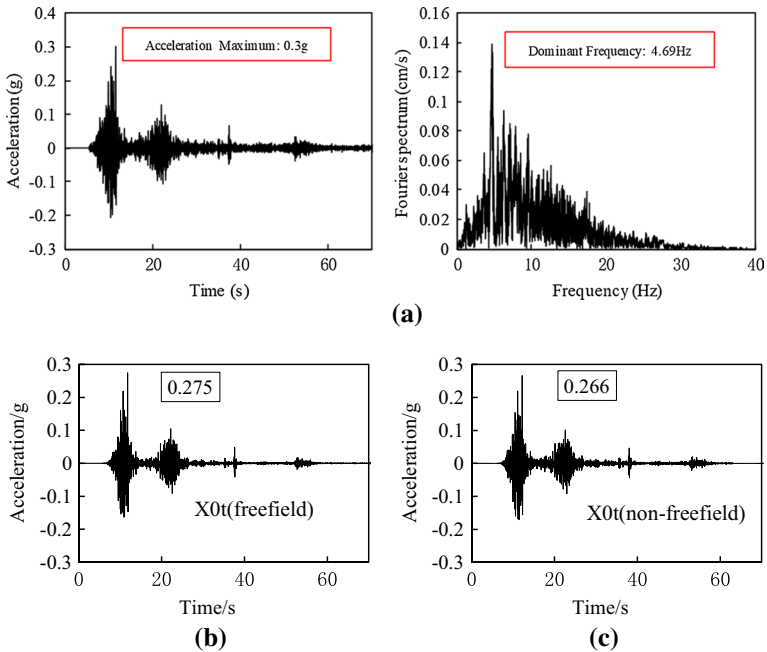 0.4
0.3
0.2
0.1
0
-0.1
-0.2
-0.3
Acceleration (g)
Acceleration Maximum: 0.3g
0 20 40 60
Time (s)
0.16
0.14
0.12
0.1
0.08
0.06
0.04
0.02
0
Fourier spectrum (cm/s)
Dominant Frequency: 4.69Hz
0 10 20 30 40
Frequency (Hz)
(a)
0.3
0.2
0.1
0.0
-0.1
-0.2
-0.3
Acceleration/g
0.275
X0t(freefield)
0 20 40 60
Time/s
(b)
0.3
0.2
0.1
0.0
-0.1
-0.2
-0.3
Acceleration/g
0.266
X0t(non-freefield)
0 20 40 60
Time/s
(c)